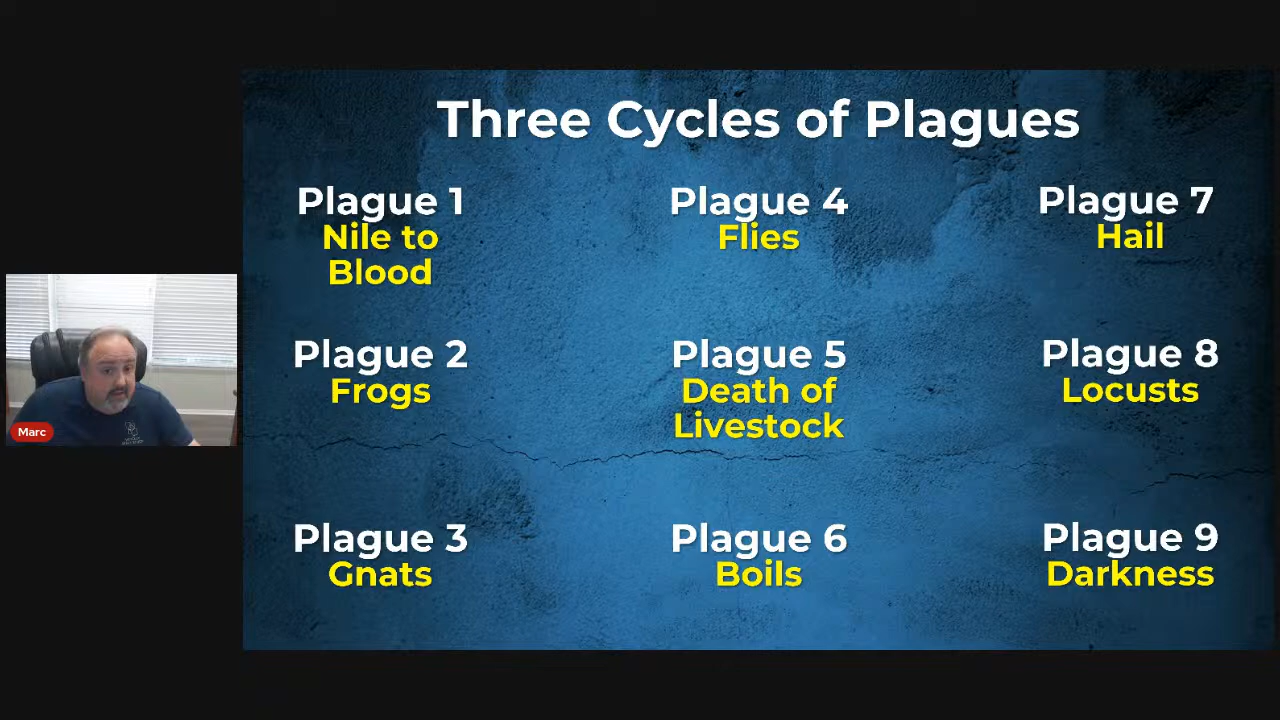 Three Cycles of Plagues
Plague 1
Nile to
Blood
Plague 2
Frogs
Plague 3
Gnats
Plague 4
Flies
Plague 5
Death of
Livestock
Plague 6
Boils
Plague 7
Hail
Plague 8
Locusts
Plague 9
Darkness
Marc